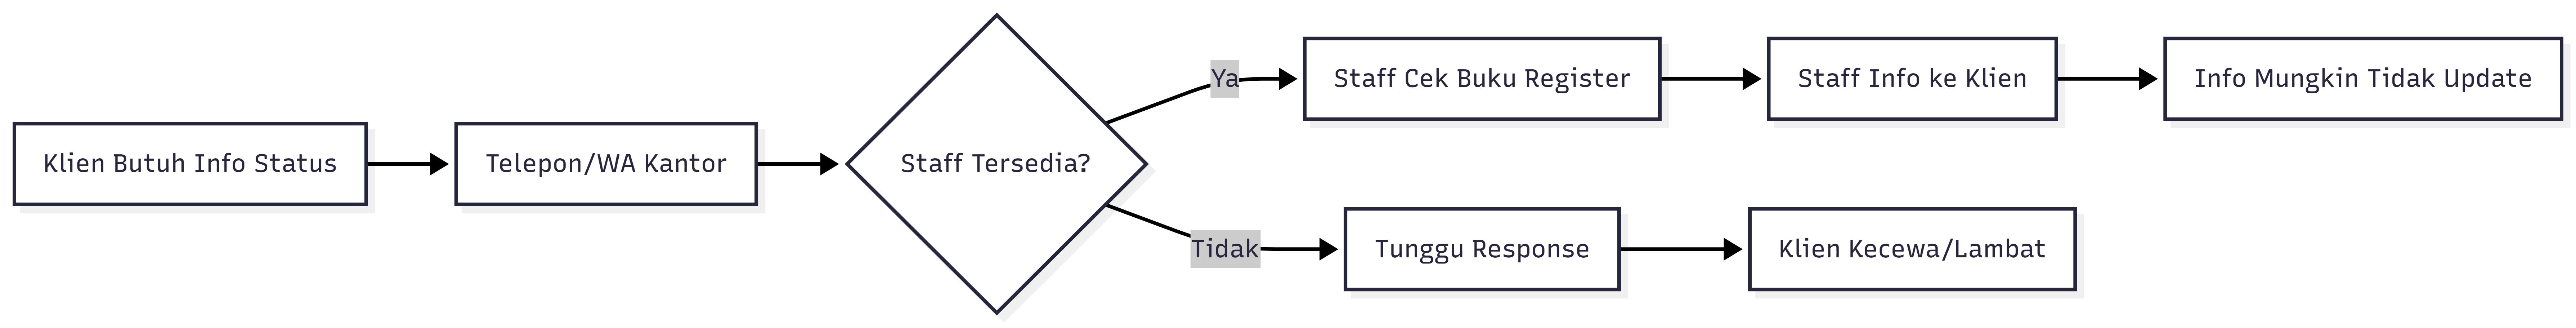 Klien Butuh Info Status
Telepon/WA Kantor
Staff Tersedia?
Ya
Staff Cek Buku Register
Staff Info ke Klien
Info Mungkin Tidak Update
Tidak
Tunggu Response
Klien Kecewa/Lambat